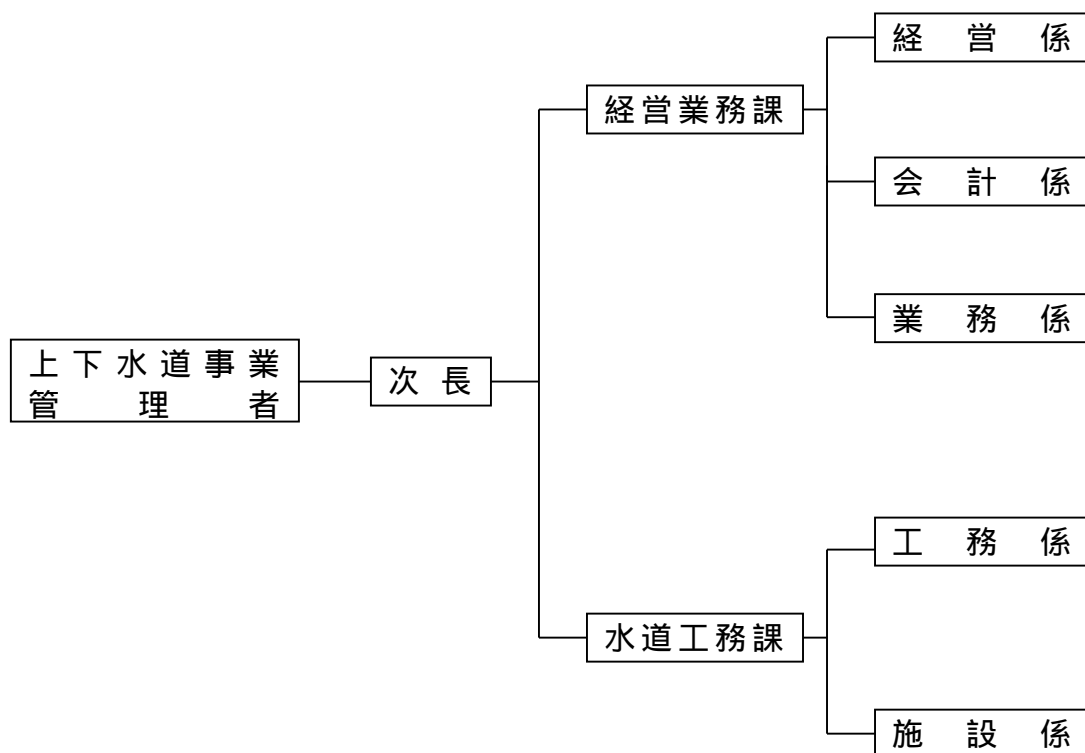 経営係
経営業務課
会計係
業務係
上下水道事業
管理者
次長
工務係
水道工務課
施設係